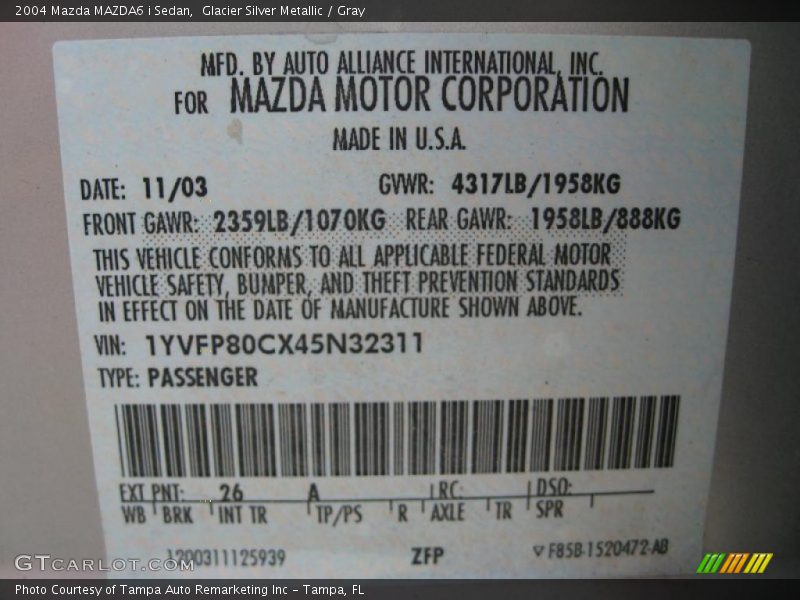 2004 Mazda MAZDA6 i Sedan,  Glacier Silver Metallic / Gray
MFD. BY AUTO ALLIANCE INTERNATIONAL, INC.
FOR MAZDA MOTOR CORPORATION
MADE IN U.S.A.
DATE: 11/03 GVWR: 4317LB/1958KG
FRONT GAWR: 2359LB/1070KG REAR GAWR: 1958LB/888KG
THIS VEHICLE CONFORMS TO ALL APPLICABLE FEDERAL MOTOR
VEHICLE SAFETY, BUMPER, AND THEFT PREVENTION STANDARDS
IN EFFECT ON THE DATE OF MANUFACTURE SHOWN ABOVE.
VIN: 1YVFP80CX45N32311
TYPE: PASSENGER
EXT PNT: 26 A RC: DSO:
WB BRK INT TR TP/PS R AXLE TR SPR
1200311125939 ZFP F85B-1520472-AB
GTCARLOT.COM
Photo Courtesy of Tampa Auto Remarketing Inc – Tampa, FL